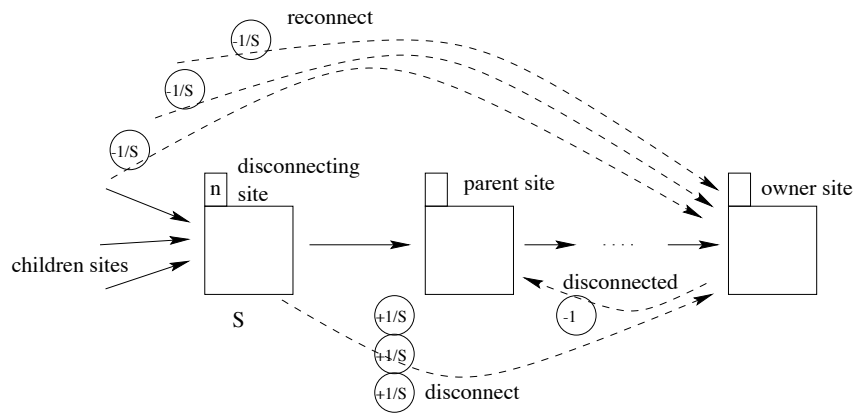 reconnect
-1/S
-1/S
-1/S
n
disconnecting
site
parent site
owner site
. . . .
children sites
disconnected
S
+1/S
-1
+1/S
+1/S
disconnect